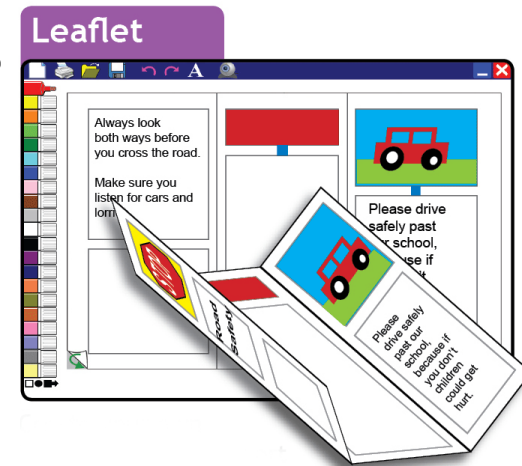 Leaflet
A
Always look
both ways before
you cross the road.
Make sure you
listen for cars and
Please drive
safely past
school,
if
Road
Safety
Please
drive safely
past our
school,
because if
you don't
children
could get
hurt.